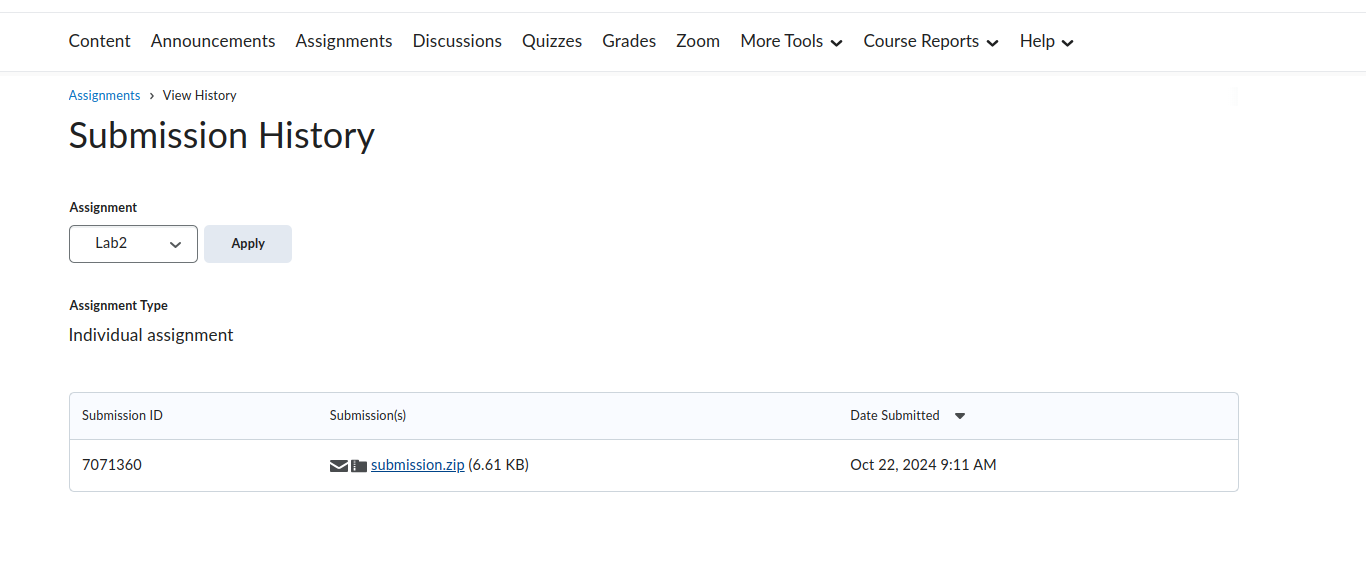 Content Announcements Assignments Discussions Quizzes Grades Zoom More Tools Course Reports Help
Assignments › View History
Submission History
Assignment
Lab2 Apply
Assignment Type
Individual assignment
Submission ID Submission(s) Date Submitted
7071360 submission.zip (6.61 KB) Oct 22, 2024 9:11 AM